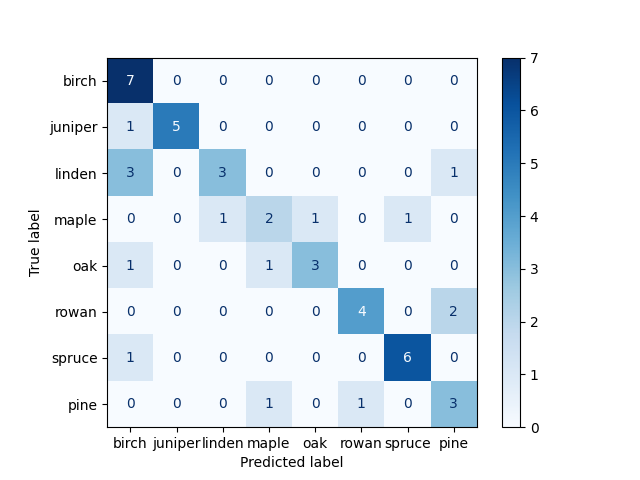 birch 7 0 0 0 0 0 0 0
juniper 1 5 0 0 0 0 0 0
linden 3 0 3 0 0 0 0 1
maple 0 0 1 2 1 0 1 0
oak 1 0 0 1 3 0 0 0
rowan 0 0 0 0 0 4 0 2
spruce 1 0 0 0 0 0 6 0
pine 0 0 0 1 0 1 0 3
birch juniper linden maple oak rowan spruce pine
Predicted label
True label
7
6
5
4
3
2
1
0